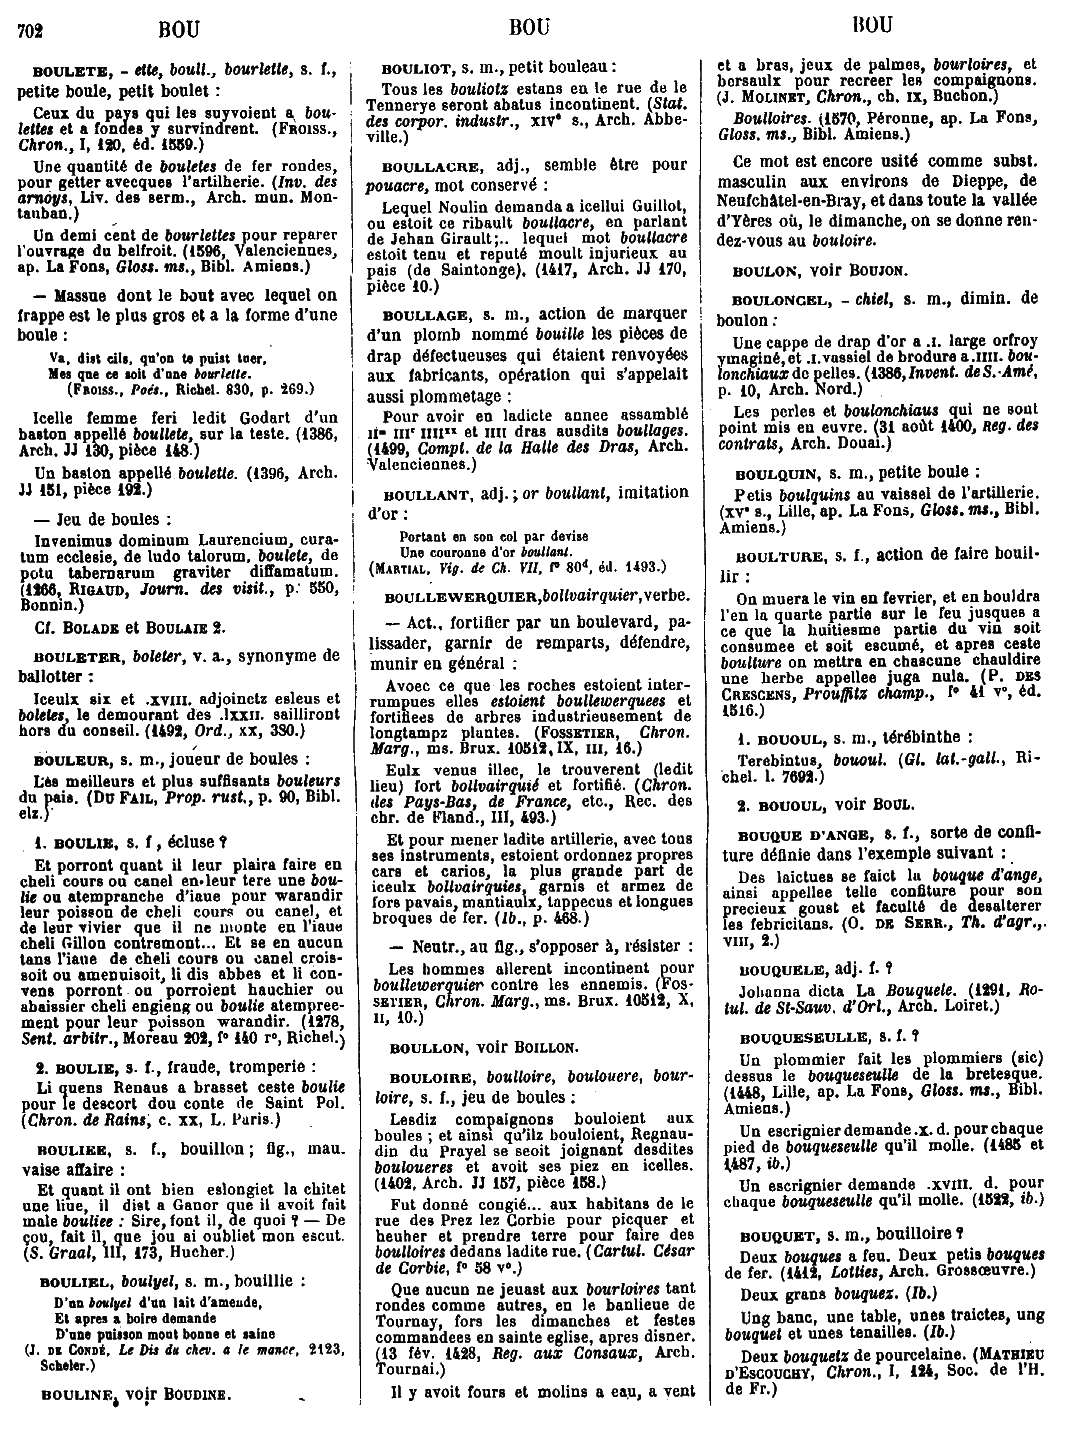 702 BOU BOU BOU
BOULETE, - ette, boull., bourlette, s. f.,
petite boule, petit boulet :
Ceux du pays qui les suyvoient a bou-
lettes et a fondes y survindrent. (FROISS.,
Chron., I, 120, éd. 1559.)
Une quantité de bouletes de fer rondes,
pour getter avecques l'artilherie. (Inv. des
arnoys, Liv. des serm., Arch. mun. Mon-
tauban.)
Un demi cent de bourlettes pour reparer
l'ouvrage du belfroit. (1596, Valenciennes,
ap. La Fons, Gloss. ms., Bibl. Amiens.)
— Massue dont le bout avec lequel on
frappe est le plus gros et a la forme d'une
boule :
Va, dist cils, qu'on te puist tuer,
Mes que ce soit d'une bourlette.
(FROISS., Poés., Richel. 830, p. 269.)
Icelle femme feri ledit Godart d'un
baston appellé boullete, sur la teste. (1386,
Arch. JJ 130, pièce 148.)
Un baston appellé boulette. (1396, Arch.
JJ 151, pièce 192.)
— Jeu de boules :
Invenimus dominum Laurencium, cura-
tum ecclesie, de ludo talorum, boulete, de
potu tabernarum graviter diffamatum.
(1266, RIGAUD, Journ. des visit., p. 550,
Bonnin.)
Cf. BOLADE et BOULAIE 2.
BOULETER, boleter, v. a., synonyme de
ballotter :
Iceulx six et .XVIII. adjoinctz esleus et
boletes, le demourant des .lxxII. sailliront
hors du conseil. (1492, Ord., XX, 380.)
BOULEUR, s. m., joueur de boules :
Les meilleurs et plus suffisants bouleurs
du pais. (DU FAIL, Prop. rust., p. 90, Bibl.
elz.)
1. BOULIE, s. f, écluse ?
Et porront quant il leur plaira faire en
cheli cours ou canel en leur tere une bou-
lie ou atempranche d'iaue pour warandir
leur poisson de cheli cours ou canel, et
de leur vivier que il ne monte en l'iaue
cheli Gillon contremont... Et se en aucun
tans l'iaue de cheli cours ou canel crois-
soit ou amenuisoit, li dis abbes et li con-
vens porront ou porroient hauchier ou
abaissier cheli engieng ou boulie atempree-
ment pour leur poisson warandir. (1278,
Sent. arbitr., Moreau 202, f° 140 r°, Richel.)
2. BOULIE, s. f., fraude, tromperie :
Li quens Renaus a brasset ceste boulie
pour le descort dou conte de Saint Pol.
(Chron. de Rains, c. XX, L. Paris.)
BOULIEE, s. f., bouillon ; fig., mau.
vaise affaire :
Et quant il ont bien eslongiet la chitet
une liue, il dist a Ganor que il avoit fait
male bouliee : Sire, font il, de quoi ? — De
çou, fait il, que jou ai oubliet mon escut.
(S. Graal, III, 173, Hucher.)
BOULIEL, boulyel, s. m., bouillie :
D'un boulyel d'un lait d'amende,
Et apres a boire demande
D'une puisson mout bonne et saine
(J. DE CONDÉ, Le Dis du chev. a le mance, 2123,
Scheler.)
BOULINE, voir BOUDINE.
BOULIOT, s. m., petit bouleau :
Tous les bouliotz estans en le rue de le
Tennerye seront abatus incontinent. (Stat.
des corpor. industr., XIVe s., Arch. Abbe-
ville.)
BOULLACRE, adj., semble être pour
pouacre, mot conservé :
Lequel Noulin demanda a icellui Guillot,
ou estoit ce ribault boullacre, en parlant
de Jehan Girault;.. lequel mot boullacre
estoit tenu et reputé moult injurieux au
pais (de Saintonge). (1417, Arch. JJ 170,
pièce 10.)
BOULLAGE, s. m., action de marquer
d'un plomb nommé bouille les pièces de
drap défectueuses qui étaient renvoyées
aux fabricants, opération qui s'appelait
aussi plommetage :
Pour avoir en ladicte annee assamblé
IIm IIIc IIIIxx et IIII dras ausdits boullages.
(1499, Compt. de la Halle des Dras, Arch.
Valenciennes.)
BOULLANT, adj. ; or boullant, imitation
d'or :
Portant en son col par devise
Une couronne d'or boullant.
(MARTIAL, Vig. de Ch. VII, f° 80d, éd. 1493.)
BOULLEWERQUIER, bollvairquier, verbe.
— Act., fortifier par un boulevard, pa-
lissader, garnir de remparts, défendre,
munir en général :
Avoec ce que les roches estoient inter-
rumpues elles estoient boullewerquees et
fortifiees de arbres industrieusement de
longtampz plantes. (FOSSETIER, Chron.
Marg., ms. Brux. 10512, IX, III, 16.)
Eulx venus illec, le trouverent (ledit
lieu) fort bollvairquié et fortifié. (Chron.
des Pays-Bas, de France, etc., Rec. des
chr. de Fland., III, 493.)
Et pour mener ladite artillerie, avec tous
ses instruments, estoient ordonnez propres
cars et carios, la plus grande part de
iceulx bollvairquies, garnis et armez de
fors pavais, mantiaulx, tappecus et longues
broques de fer. (Ib., p. 468.)
— Neutr., au fig., s'opposer à, résister :
Les hommes allerent incontinent pour
boullewerquier contre les ennemis. (FOS-
SETIER, Chron. Marg., ms. Brux. 10512, X,
II, 10.)
BOULLON, voir BOILLON.
BOULOIRE, boulloire, boulouere, bour-
loire, s. f., jeu de boules :
Lesdiz compaignons bouloient aux
boules ; et ainsi qu'ilz bouloient, Regnau-
din du Prayel se seoit joignant desdites
bouloueres et avoit ses piez en icelles.
(1402, Arch. JJ 157, pièce 158.)
Fut donné congié... aux habitans de le
rue des Prez lez Corbie pour picquer et
heuher et prendre terre pour faire des
boulloires dedans ladite rue. (Cartul. César
de Corbie, f° 58 v°.)
Que aucun ne jeuast aux bourloires tant
rondes comme autres, en le banlieue de
Tournay, fors les dimanches et festes
commandees en sainte eglise, apres disner.
(13 fév. 1428, Reg. aux Consaux, Arch.
Tournai.)
Il y avoit fours et molins a eau, a vent
et a bras, jeux de palmes, bourloires, et
bersaulx pour recreer les compaignons.
(J. MOLINET, Chron., ch. IX, Buchon.)
Boulloires. (1570, Péronne, ap. La Fons,
Gloss. ms., Bibl. Amiens.)
Ce mot est encore usité comme subst.
masculin aux environs de Dieppe, de
Neufchâtel-en-Bray, et dans toute la vallée
d'Yères où, le dimanche, on se donne ren-
dez-vous au bouloire.
BOULON, voir BOUJON.
BOULONCEL, - chiel, s. m., dimin. de
boulon :
Une cappe de drap d'or a .I. large orfroy
ymaginé, et .I. vassiel de brodure a .IIII. bou-
lonchiaux de pelles. (1386, Invent. de S.-Amé,
p. 10, Arch. Nord.)
Les perles et boulonchiaus qui ne sont
point mis en euvre. (31 août 1400, Reg. des
contrats, Arch. Douai.)
BOULQUIN, s. m., petite boule :
Petis boulquins au vaissel de l'artillerie.
(XVe s., Lille, ap. La Fons, Gloss. ms., Bibl.
Amiens.)
BOULTURE, s. f., action de faire bouil-
lir :
On muera le vin en fevrier, et en bouldra
l'en la quarte partie sur le feu jusques a
ce que la huitiesme partie du vin soit
consumee et soit escumé, et apres ceste
boulture on mettra en chascune chauldire
une herbe appellee juga nula. (P. DES
CRESCENS, Prouffitz champ., f° 41 v°, éd.
1516.)
1. BOUOUL, s. m., térébinthe :
Terebintus, bououl. (Gl. lat.-gall., Ri-
chel. l. 7692.)
2. BOUOUL, voir BOUL.
BOUQUE D'ANGE, s. f., sorte de confi-
ture définie dans l'exemple suivant :
Des laictues se faict la bouque d'ange,
ainsi appellee telle confiture pour son
precieux goust et faculté de desalterer
les febricitans. (O. DE SERR., Th. d'agr.,
VIII, 2.)
BOUQUELE, adj. f. ?
Johanna dicta La Bouquele. (1291, Ro-
tul. de St-Sauv. d'Orl., Arch. Loiret.)
BOUQUESEULLE, s. f. ?
Un plommier fait les plommiers (sic)
dessus le bouqueseulle de la bretesque.
(1448, Lille, ap. La Fons, Gloss. ms., Bibl.
Amiens.)
Un escrignier demande .x. d. pour chaque
pied de bouqueseulle qu'il molle. (1485 et
1487, ib.)
Un escrignier demande .XVIII. d. pour
chaque bouqueseulle qu'il molle. (1522, ib.)
BOUQUET, s. m., bouilloire ?
Deux bouques a feu. Deux petis bouques
de fer. (1412, Lotties, Arch. Grossœuvre.)
Deux grans bouquez. (Ib.)
Ung banc, une table, unes traictes, ung
bouquet et unes tenailles. (Ib.)
Deux bouquetz de pourcelaine. (MATHIEU
D'ESCOUCHY, Chron., I, 124, Soc. de l'H.
de Fr.)